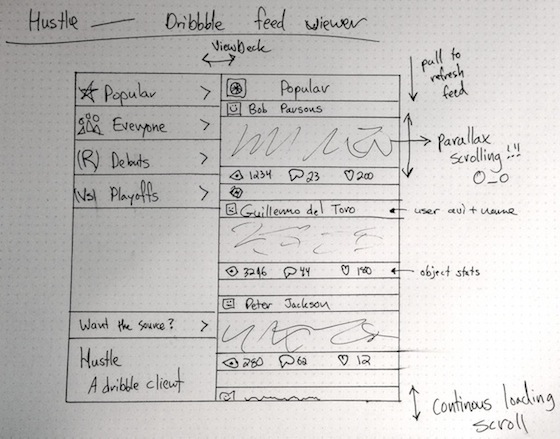 Hustle — Dribbble feed viewer
ViewDeck
Popular >
Everyone >
(R) Debuts >
(Vs) Playoffs >
Want the source? >
Hustle
A dribble client
Popular
Bob Parsons
1234 23 200
Guillermo del Toro
3246 44 180
Peter Jackson
280 62 12
pull to
refresh
feed
parallax
scrolling!!!
O_O
user avi + name
object stats
Continous loading
scroll